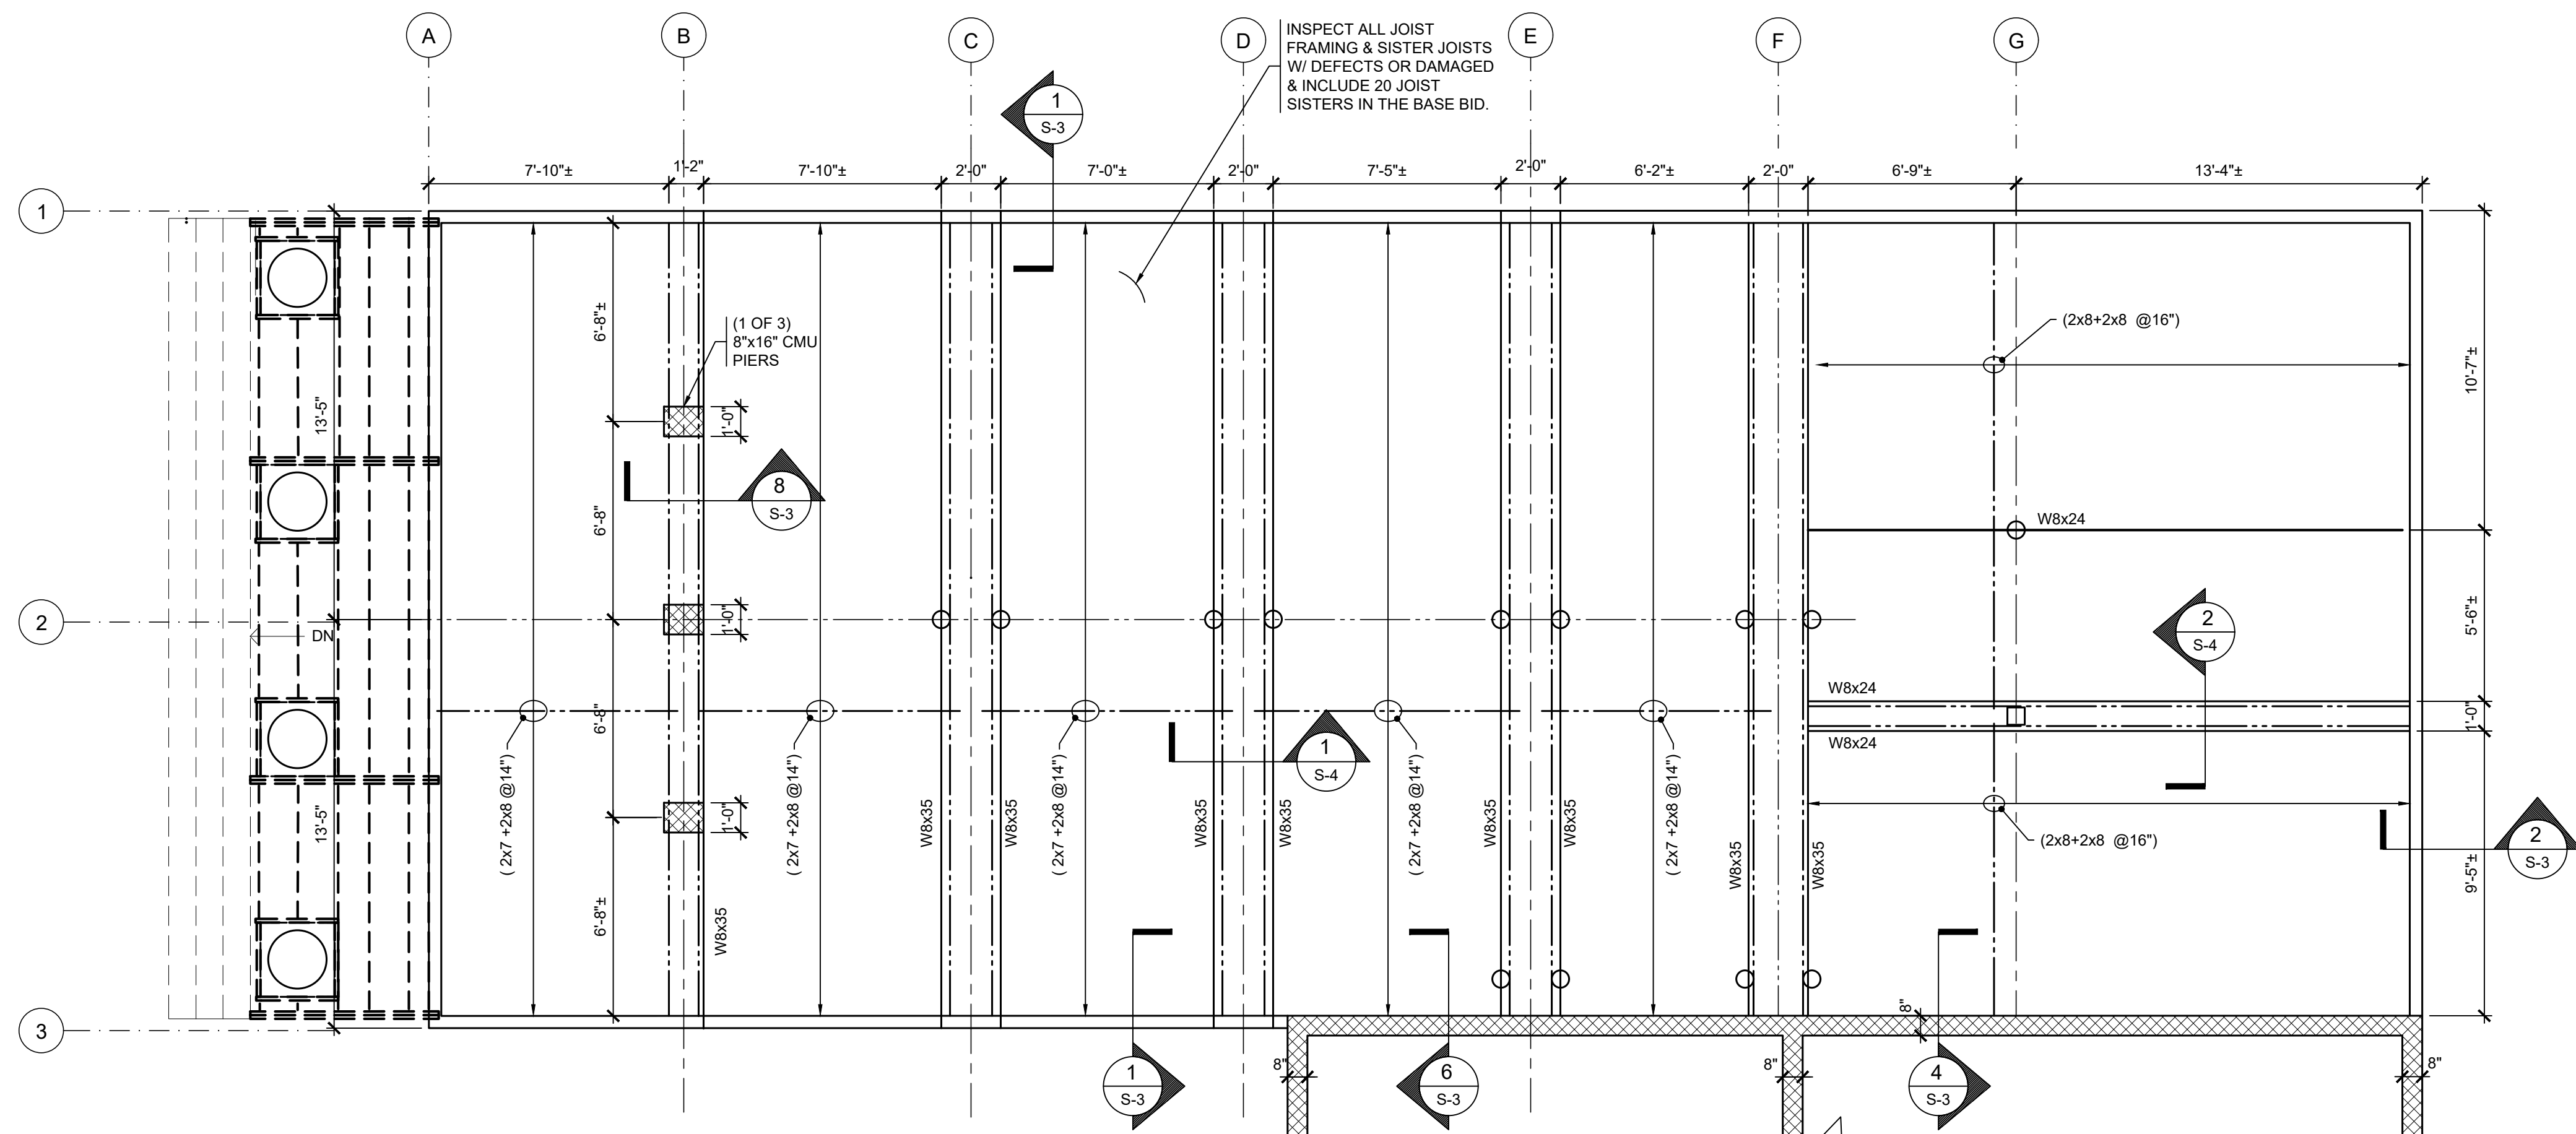 A
B
C
D
E
F
G
INSPECT ALL JOIST
FRAMING & SISTER JOISTS
W/ DEFECTS OR DAMAGED
& INCLUDE 20 JOIST
SISTERS IN THE BASE BID.
1
S-3
7'-10"±
1'-2"
7'-10"±
2'-0"
7'-0"±
2'-0"
7'-5"±
2'-0"
6'-2"±
2'-0"
6'-9"±
13'-4"±
1
6'-8"±
(1 OF 3)
8"x16" CMU
PIERS
(2x8+2x8 @16")
10'-7"±
13'-5"
1'-0"
8
S-3
6'-8"
W8x24
2
DN
1'-0"
2
S-4
5'-6"±
W8x24
1'-0"
W8x24
6'-8"
1
S-4
( 2x7 +2x8 @14")
( 2x7 +2x8 @14")
( 2x7 +2x8 @14")
( 2x7 +2x8 @14")
( 2x7 +2x8 @14")
13'-5"
1'-0"
W8x35
W8x35
W8x35
W8x35
W8x35
W8x35
W8x35
W8x35
(2x8+2x8 @16")
2
S-3
9'-5"±
6'-8"±
W8x35
8"
3
1
S-3
8"
6
S-3
8"
4
S-3
8"